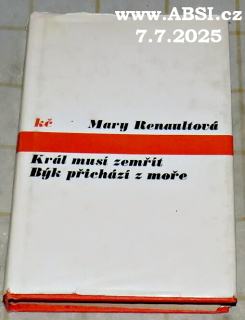 www.ABSI.cz
7.7.2025
kč Mary Renaultová
Král musí zemřít
Býk přichází z moře